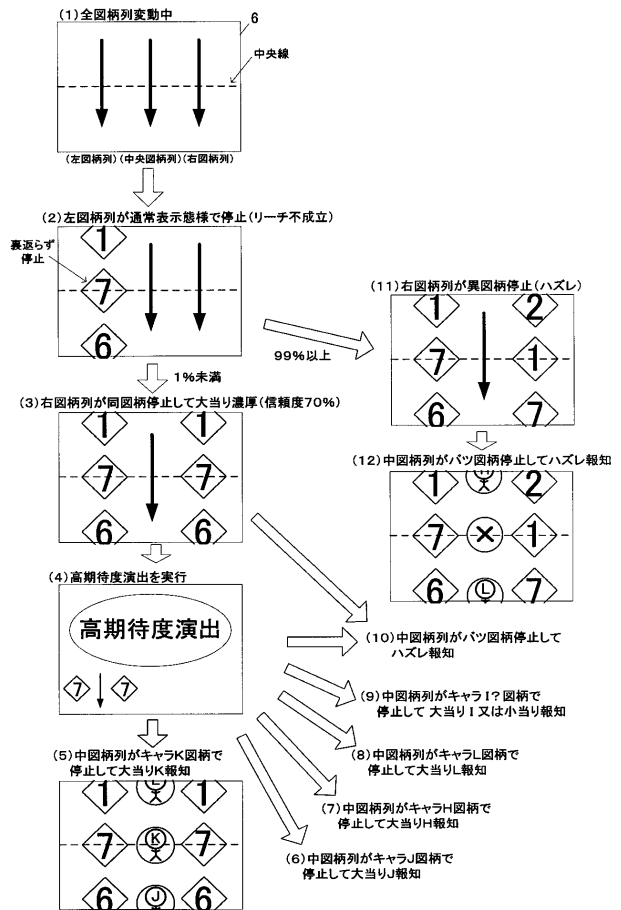 (1)全図柄列変動中
6
中央線
(左図柄列)(中央図柄列)(右図柄列)
(2)左図柄列が通常表示態様で停止(リーチ不成立)
裏返らず
停止
1
7
6
99%以上
1%未満
(11)右図柄列が異図柄停止(ハズレ)
1 2
7 1
6 7
(3)右図柄列が同図柄停止して大当り濃厚(信頼度70%)
1 1
7 7
6 6
(12)中図柄列がバツ図柄停止してハズレ報知
1 H 2
7 × 1
6 L 7
(4)高期待度演出を実行
高期待度演出
7 7
(10)中図柄列がバツ図柄停止して
ハズレ報知
(9)中図柄列がキャラI?図柄で
停止して 大当りI又は小当り報知
(8)中図柄列がキャラL図柄で
停止して大当りL報知
(7)中図柄列がキャラH図柄で
停止して大当りH報知
(6)中図柄列がキャラJ図柄で
停止して大当りJ報知
(5)中図柄列がキャラK図柄で
停止して大当りK報知
1 L 1
7 K 7
6 J 6